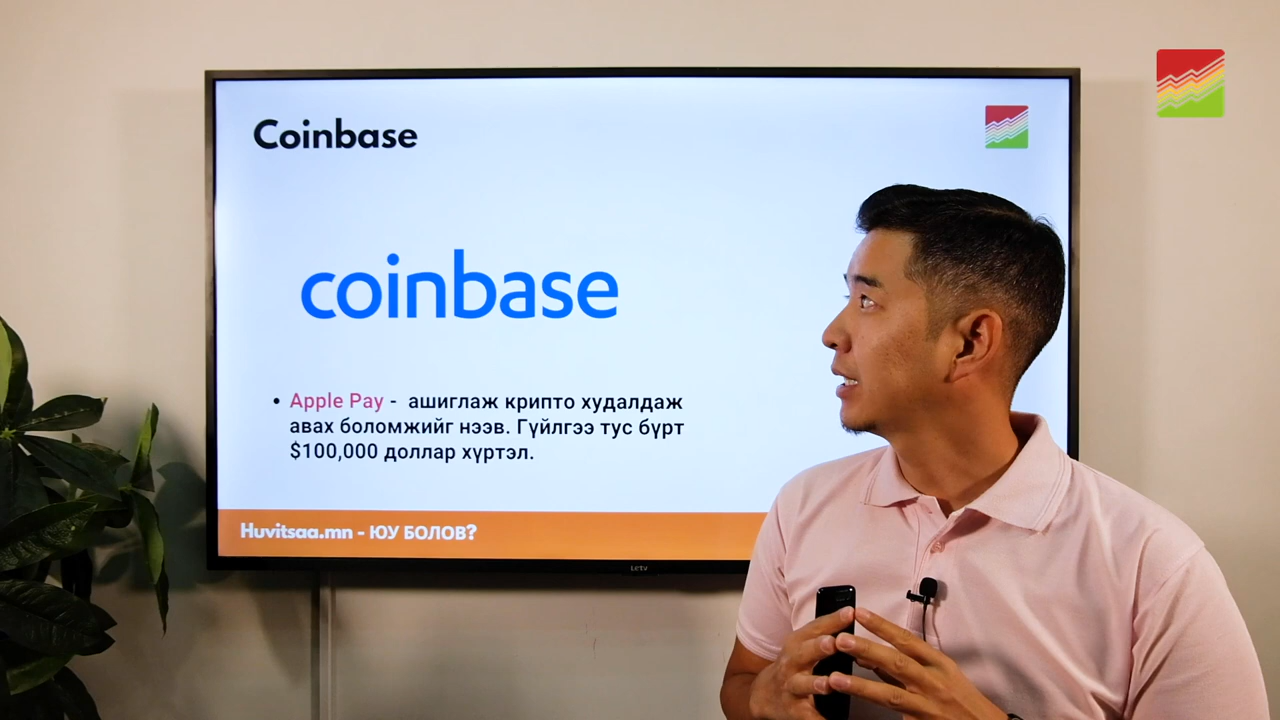 Coinbase
coinbase
• Apple Pay - ашиглаж крипто худалдаж
авах боломжийг нээв. Гүйлгээ тус бүрт
$100,000 доллар хүртэл.
Huvitsaa.mn - ЮУ БОЛОВ?
Letv